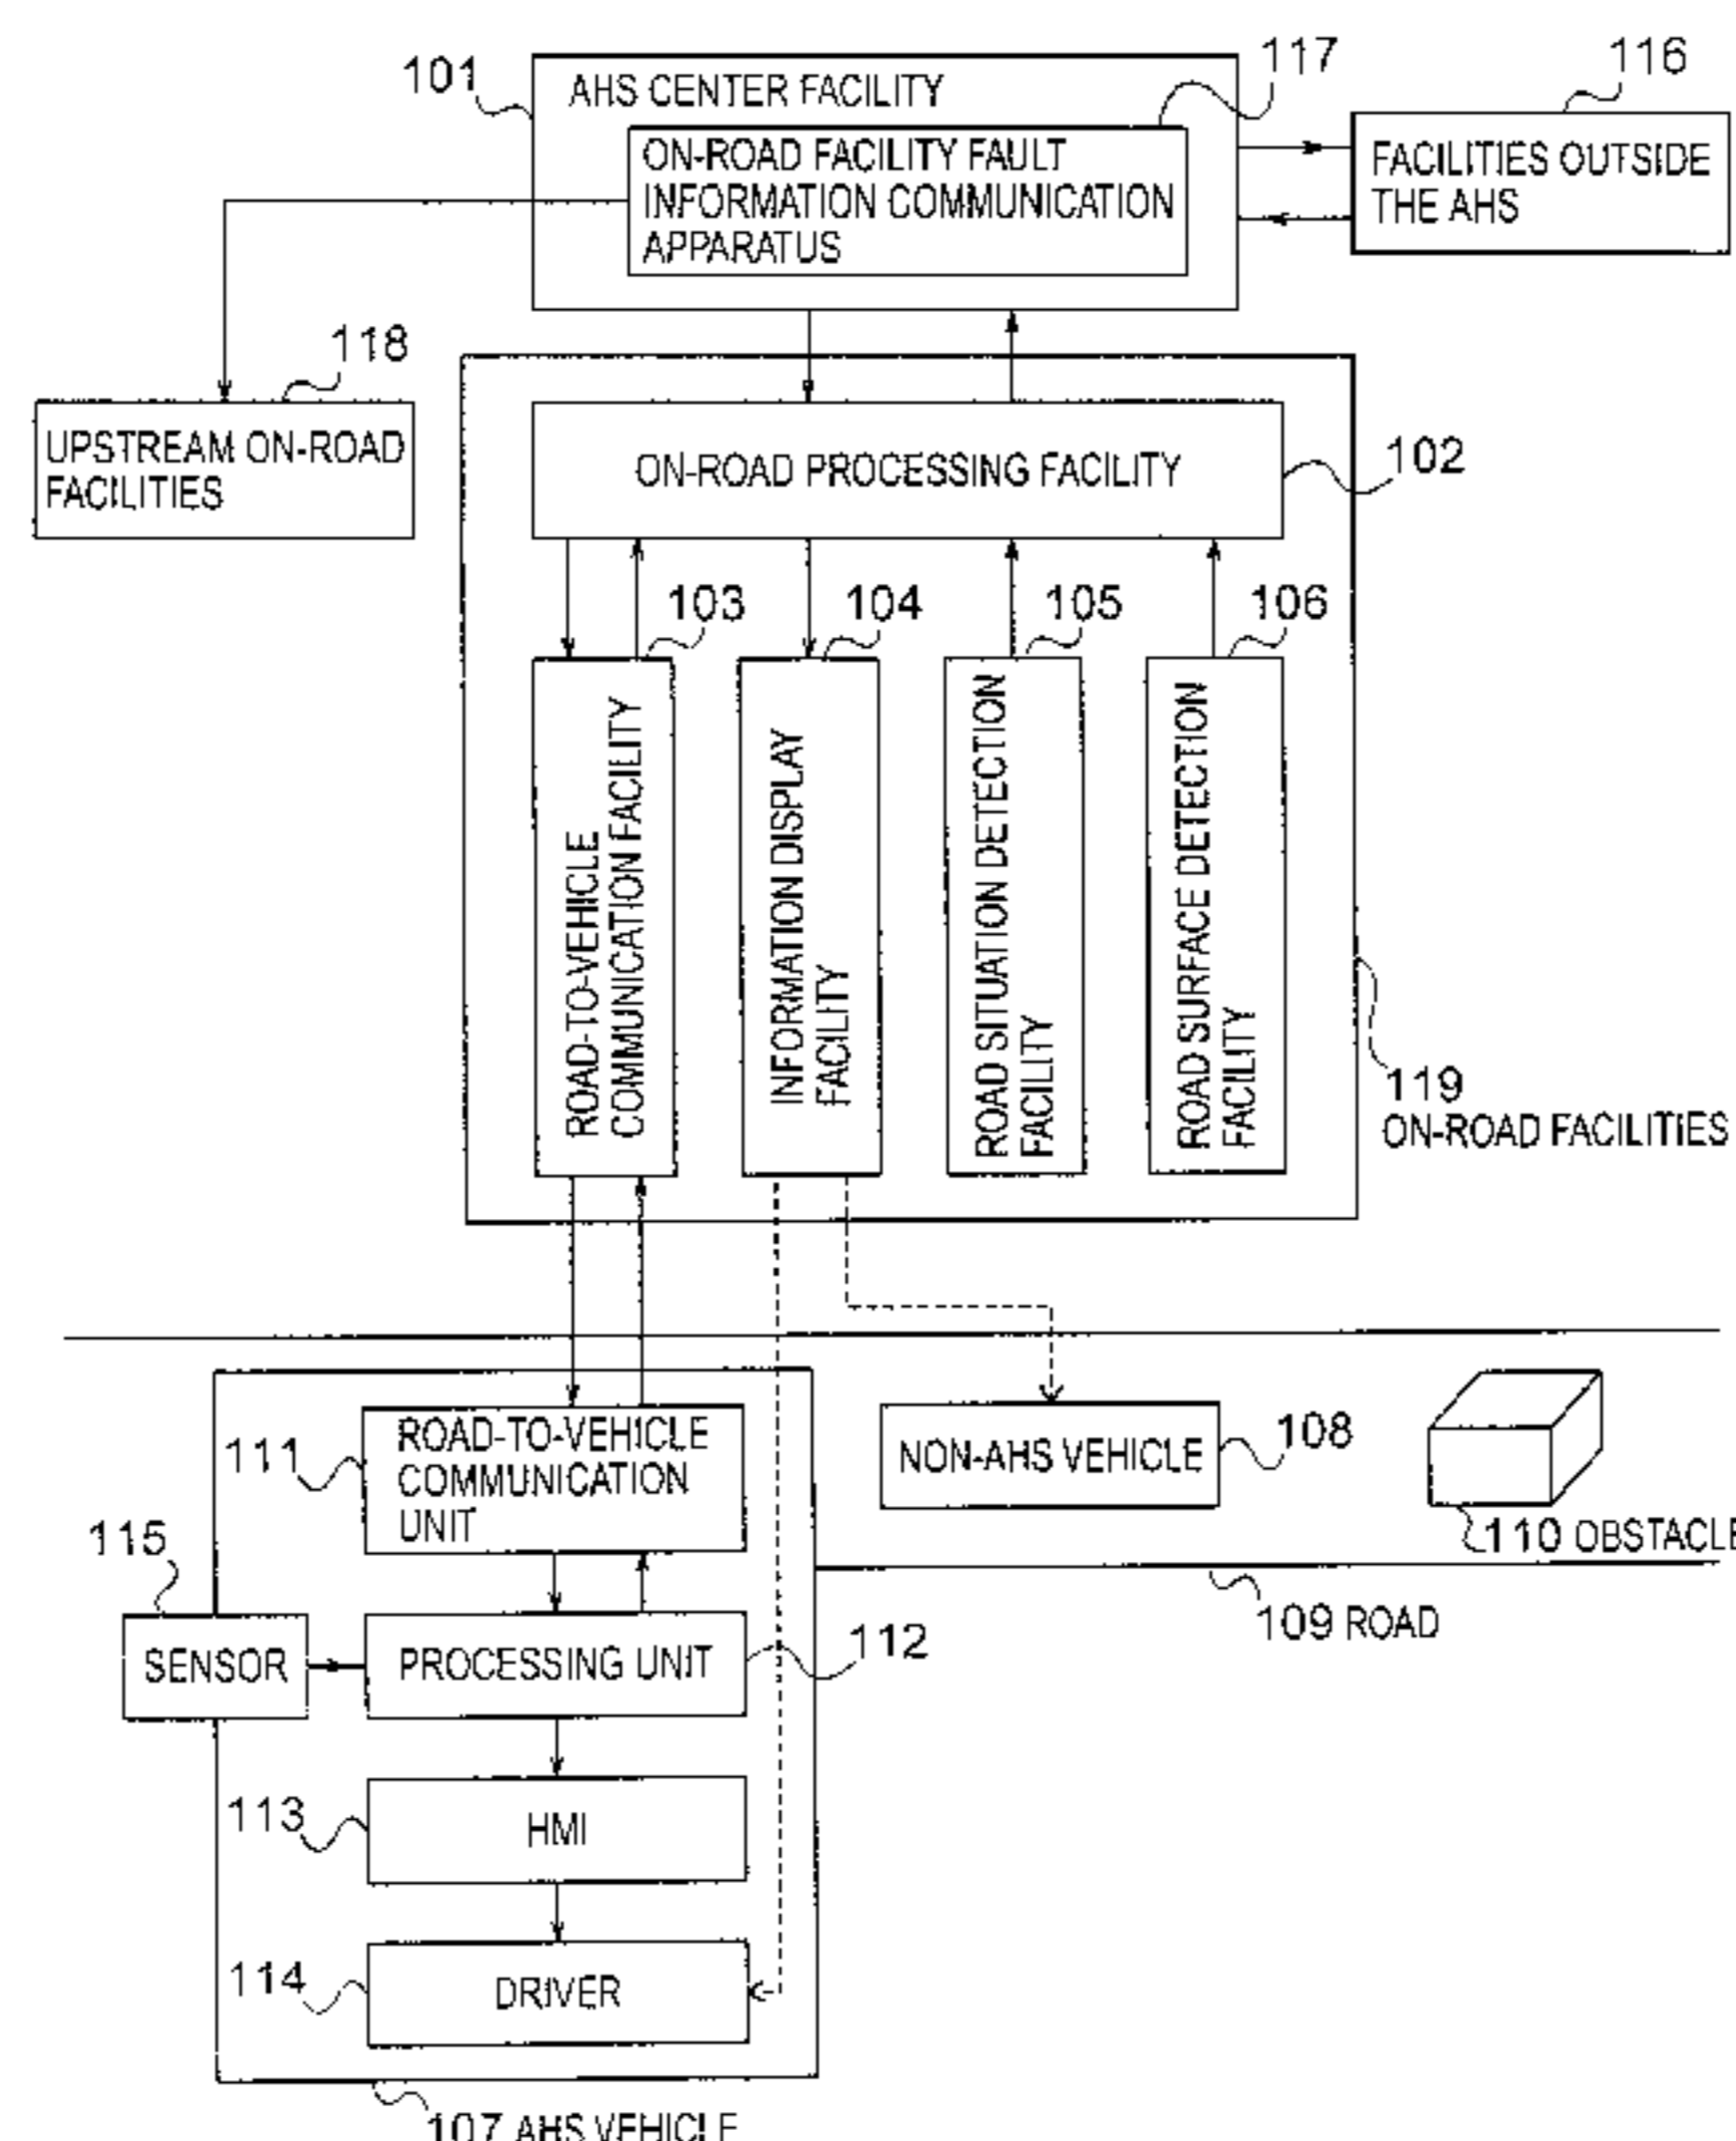 101
AHS CENTER FACILITY
117
116
ON-ROAD FACILITY FAULT
INFORMATION COMMUNICATION
APPARATUS
FACILITIES OUTSIDE
THE AHS
118
UPSTREAM ON-ROAD
FACILITIES
ON-ROAD PROCESSING FACILITY
102
103
104
105
106
ROAD-TO-VEHICLE
COMMUNICATION FACILITY
INFORMATION DISPLAY
FACILITY
ROAD SITUATION DETECTION
FACILITY
ROAD SURFACE DETECTION
FACILITY
119
ON-ROAD FACILITIES
111
ROAD-TO-VEHICLE
COMMUNICATION
UNIT
NON-AHS VEHICLE
108
110 OBSTACLE
115
SENSOR
PROCESSING UNIT
112
109 ROAD
113
HMI
114
DRIVER
107 AHS VEHICLE